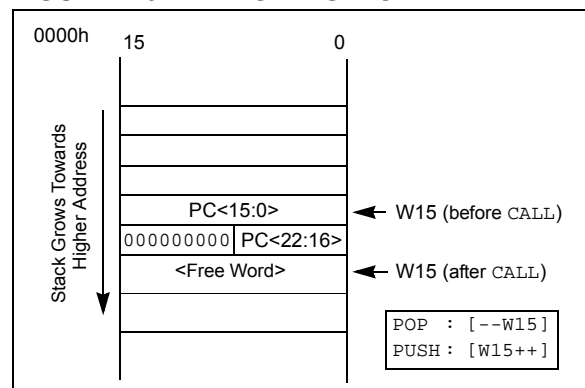 0000h
15 0
Stack Grows Towards
Higher Address
PC<15:0>
W15 (before CALL)
000000000 PC<22:16>
<Free Word>
W15 (after CALL)
POP : [--W15]
PUSH : [W15++]